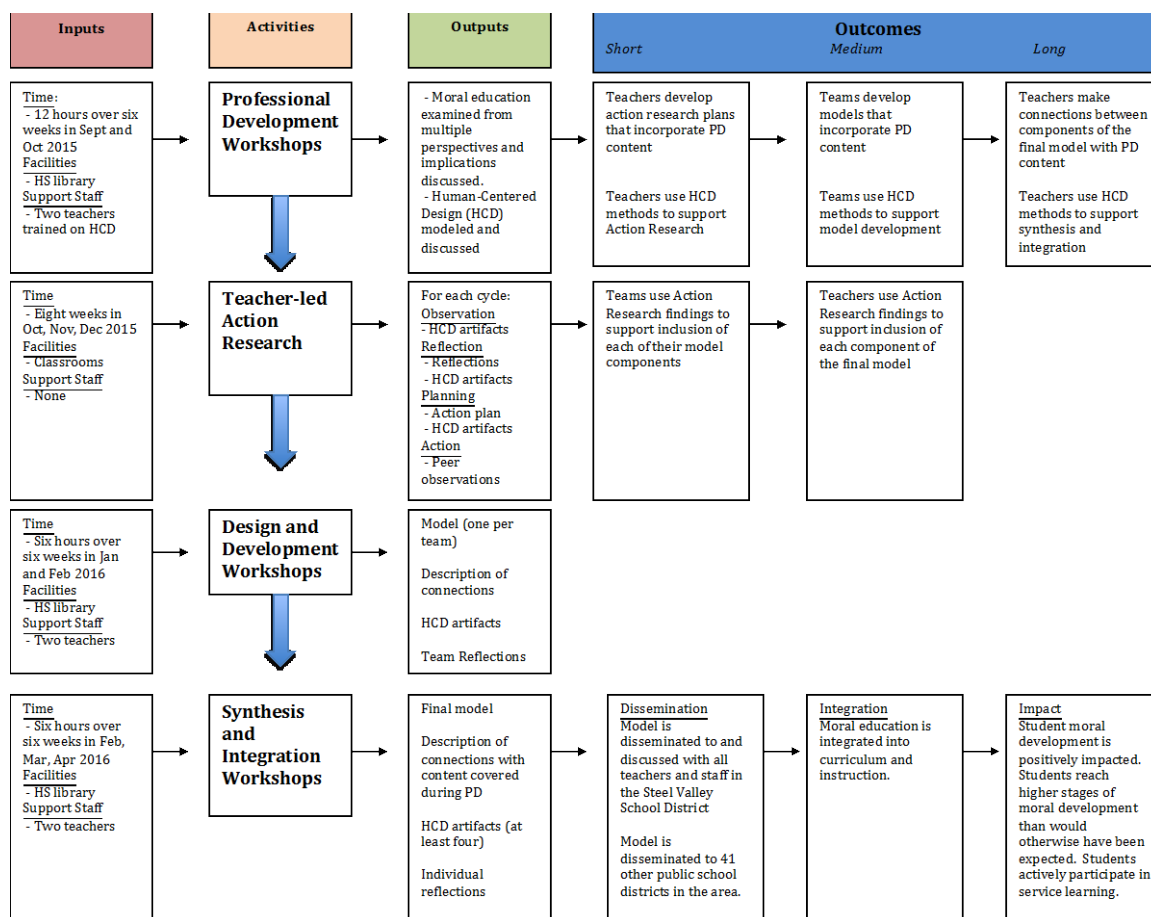 Inputs
Activities
Outputs
Outcomes
Short
Medium
Long
Time:
- 12 hours over six
weeks in Sept and
Oct 2015
Facilities
- HS library
Support Staff
- Two teachers
trained on HCD
Professional
Development
Workshops
- Moral education
examined from
multiple
perspectives and
implications
discussed.
- Human-Centered
Design (HCD)
modeled and
discussed
Teachers develop
action research plans
that incorporate PD
content
Teachers use HCD
methods to support
Action Research
Teams develop
models that
incorporate PD
content
Teams use HCD
methods to support
model development
Teachers make
connections between
components of the
final model with PD
content
Teachers use HCD
methods to support
synthesis and
integration
Time
- Eight weeks in
Oct, Nov, Dec 2015
Facilities
- Classrooms
Support Staff
- None
Teacher-led
Action
Research
For each cycle:
Observation
- HCD artifacts
Reflection
- Reflections
- HCD artifacts
Planning
- Action plan
- HCD artifacts
Action
- Peer
observations
Teams use Action
Research findings to
support inclusion of
each of their model
components
Teachers use Action
Research findings to
support inclusion of
each component of
the final model
Time
- Six hours over
six weeks in Jan
and Feb 2016
Facilities
- HS library
Support Staff
- Two teachers
Design and
Development
Workshops
Model (one per
team)
Description of
connections
HCD artifacts
Team Reflections
Time
- Six hours over
six weeks in Feb,
Mar, Apr 2016
Facilities
- HS library
Support Staff
- Two teachers
Synthesis
and
Integration
Workshops
Final model
Description of
connections with
content covered
during PD
HCD artifacts (at
least four)
Individual
reflections
Dissemination
Model is
disseminated to and
discussed with all
teachers and staff in
the Steel Valley
School District
Model is
disseminated to 41
other public school
districts in the area.
Integration
Moral education is
integrated into
curriculum and
instruction.
Impact
Student moral
development is
positively impacted.
Students reach
higher stages of
moral development
than would
otherwise have been
expected. Students
actively participate in
service learning.